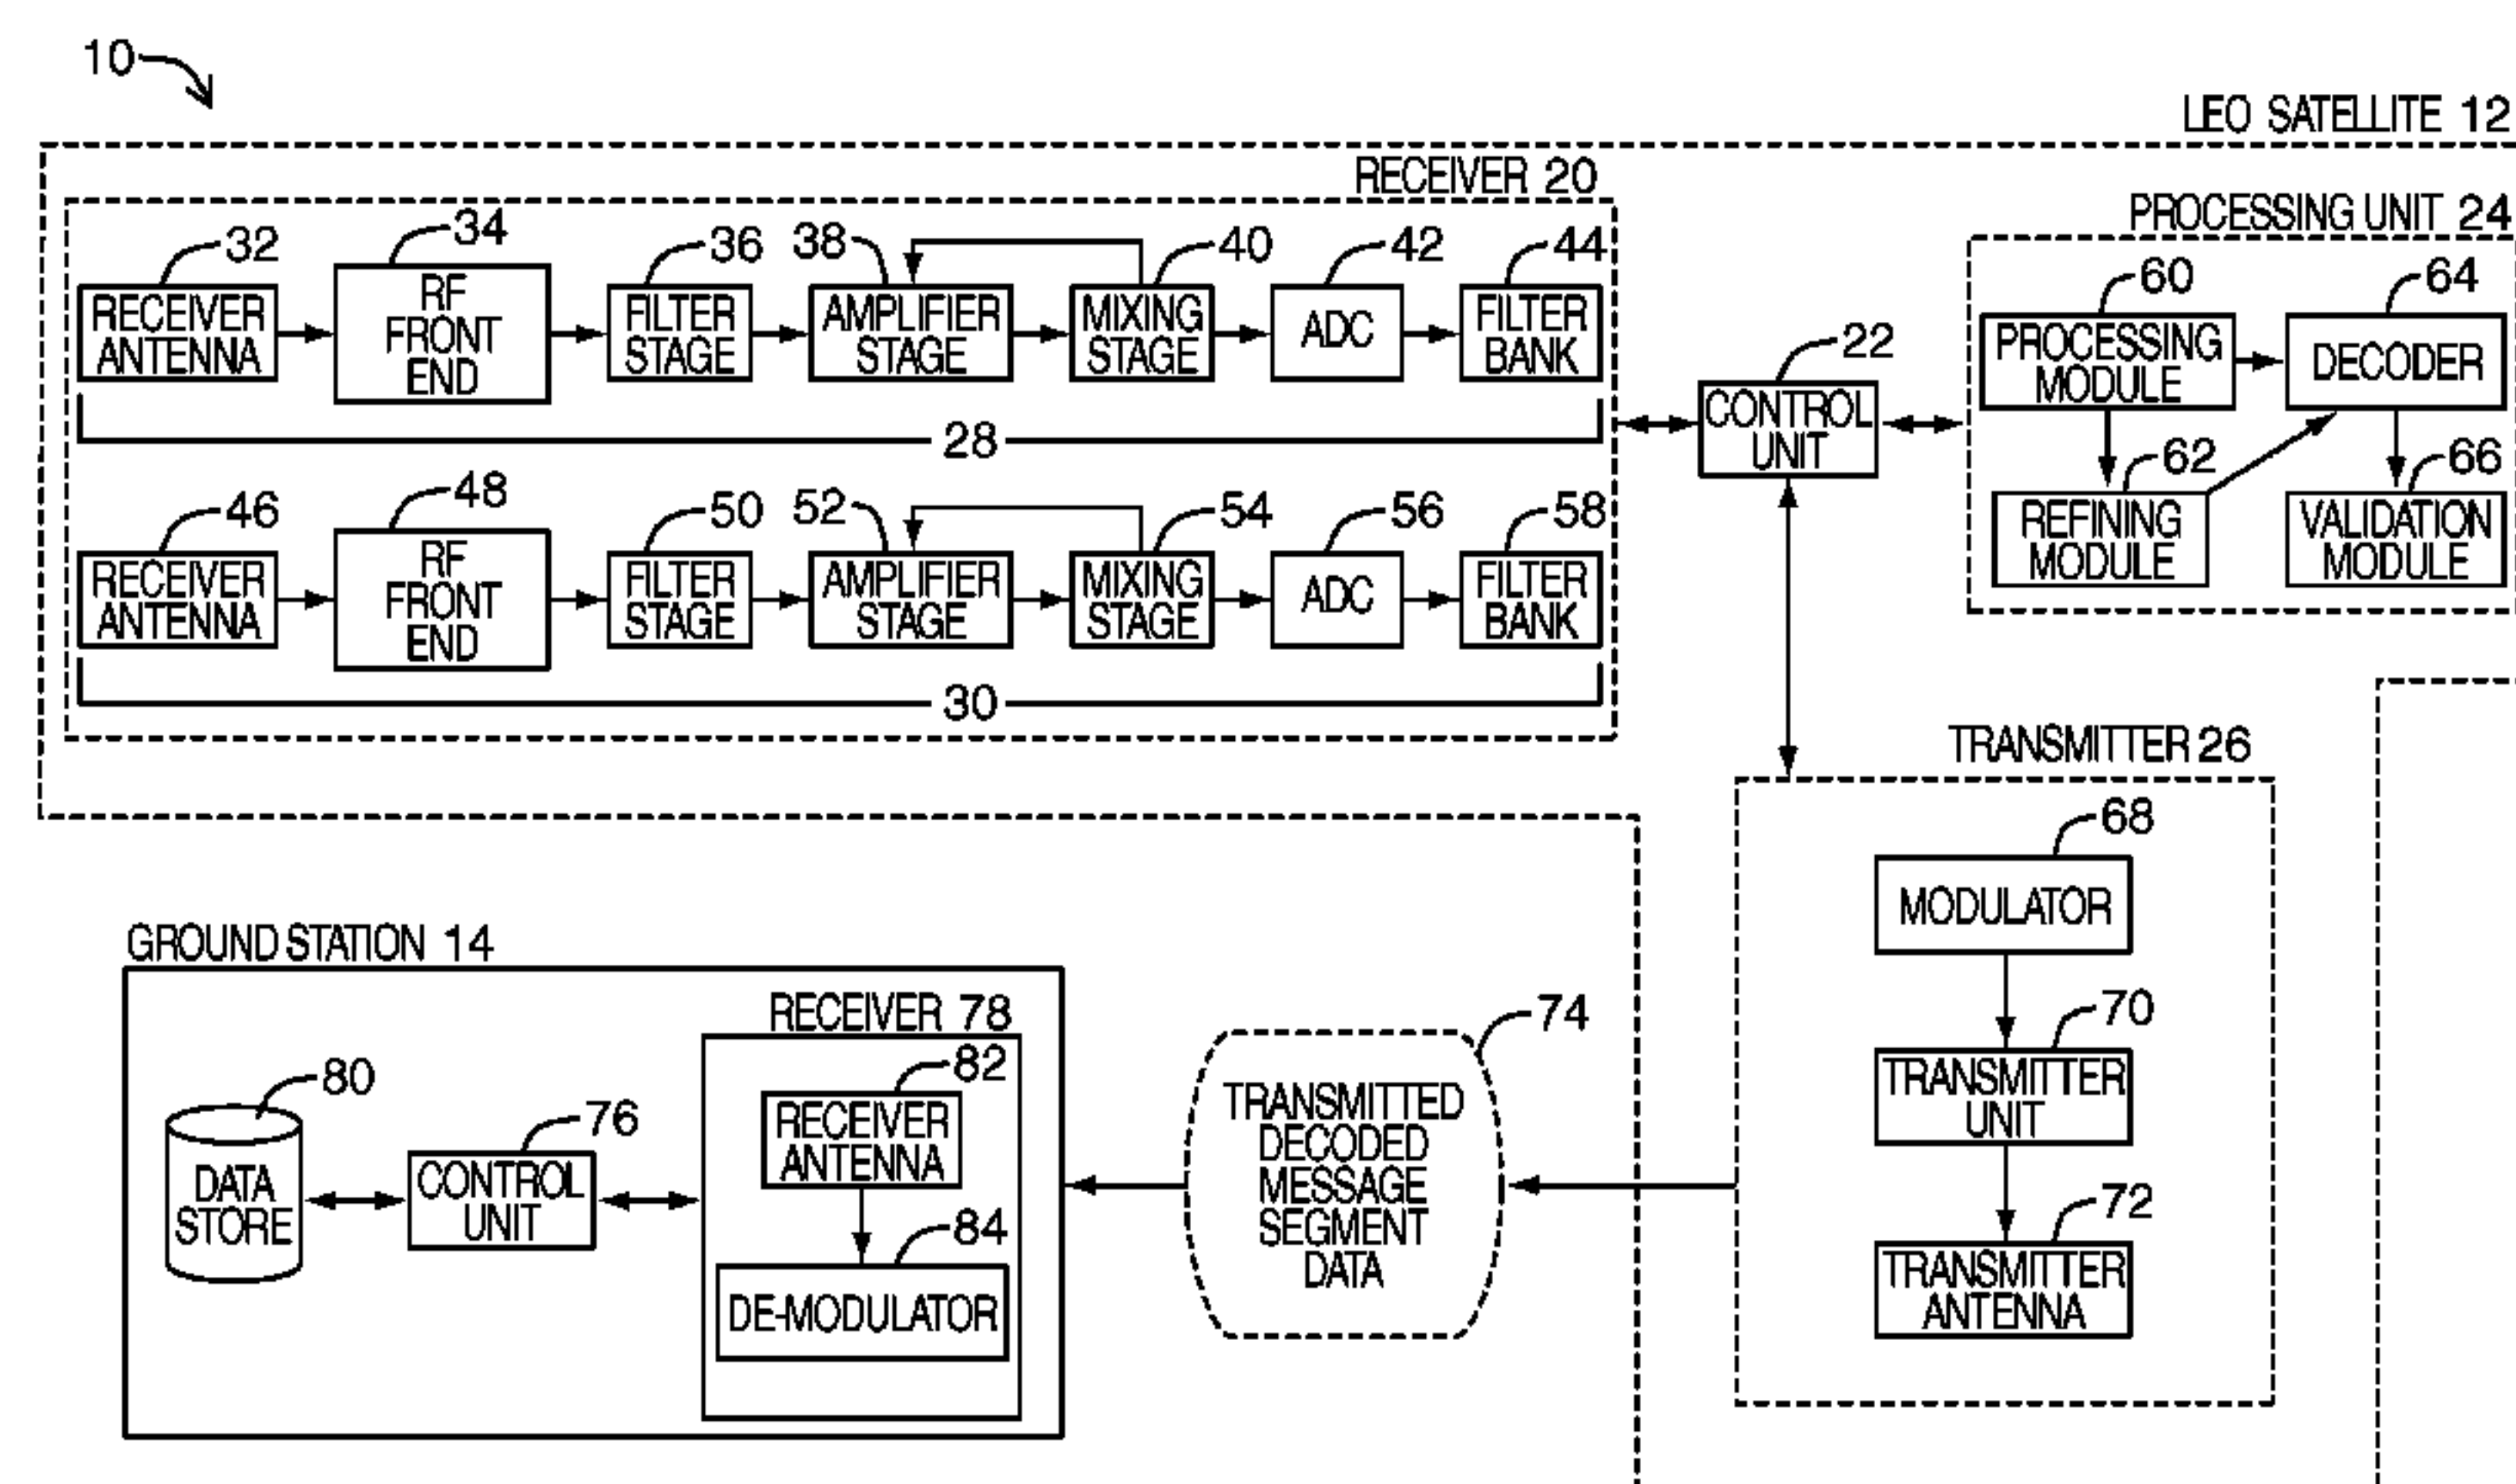 10
LEO SATELLITE 12
RECEIVER 20
32
34
36
38
40
42
44
RECEIVER
ANTENNA
RF
FRONT
END
FILTER
STAGE
AMPLIFIER
STAGE
MIXING
STAGE
ADC
FILTER
BANK
28
46
48
50
52
54
56
58
RECEIVER
ANTENNA
RF
FRONT
END
FILTER
STAGE
AMPLIFIER
STAGE
MIXING
STAGE
ADC
FILTER
BANK
30
22
CONTROL
UNIT
PROCESSING UNIT 24
60
PROCESSING
MODULE
64
DECODER
62
REFINING
MODULE
66
VALIDATION
MODULE
TRANSMITTER 26
68
MODULATOR
70
TRANSMITTER
UNIT
72
TRANSMITTER
ANTENNA
GROUND STATION 14
80
DATA
STORE
76
CONTROL
UNIT
RECEIVER 78
82
RECEIVER
ANTENNA
84
DE-MODULATOR
74
TRANSMITTED
DECODED
MESSAGE
SEGMENT
DATA